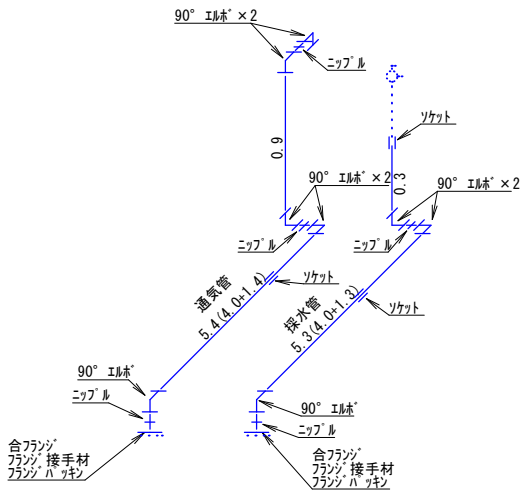 90° ｴﾙﾎﾞ×2
ﾆｯﾌﾟﾙ
ｿｹｯﾄ
0.9
90° ｴﾙﾎﾞ×2
0.3
90° ｴﾙﾎﾞ×2
ﾆｯﾌﾟﾙ
ﾆｯﾌﾟﾙ
通気管
5.4(4.0+1.4)
ｿｹｯﾄ
採水管
5.3(4.0+1.3)
ｿｹｯﾄ
90° ｴﾙﾎﾞ
ﾆｯﾌﾟﾙ
90° ｴﾙﾎﾞ
ﾆｯﾌﾟﾙ
合ﾌﾗﾝｼﾞ
ﾌﾗﾝｼﾞ接手材
ﾌﾗﾝｼﾞﾊﾟｯｷﾝ
合ﾌﾗﾝｼﾞ
ﾌﾗﾝｼﾞ接手材
ﾌﾗﾝｼﾞﾊﾟｯｷﾝ